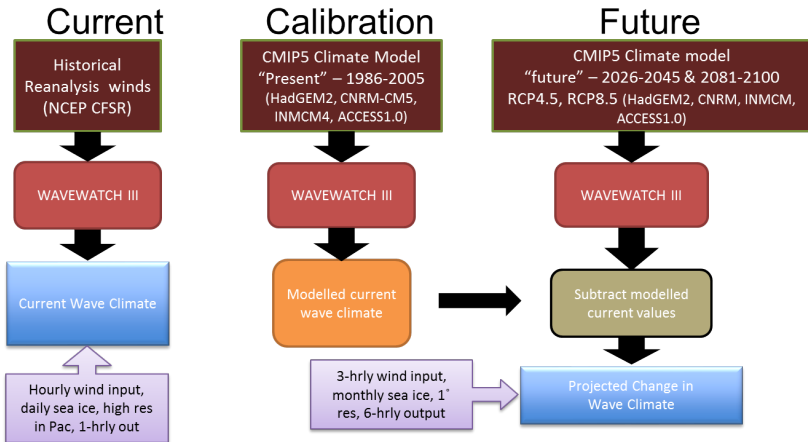 Current
Historical
Reanalysis winds
(NCEP CFSR)
WAVEWATCH III
Current Wave Climate
Hourly wind input,
daily sea ice, high res
in Pac, 1-hrly out
Calibration
CMIP5 Climate Model
“Present” – 1986-2005
(HadGEM2, CNRM-CM5,
INMCM4, ACCESS1.0)
WAVEWATCH III
Modelled current
wave climate
Future
CMIP5 Climate model
“future” – 2026-2045 & 2081-2100
RCP4.5, RCP8.5 (HadGEM2, CNRM, INMCM,
ACCESS1.0)
WAVEWATCH III
Subtract modelled
current values
3-hrly wind input,
monthly sea ice, 1°
res, 6-hrly output
Projected Change in
Wave Climate